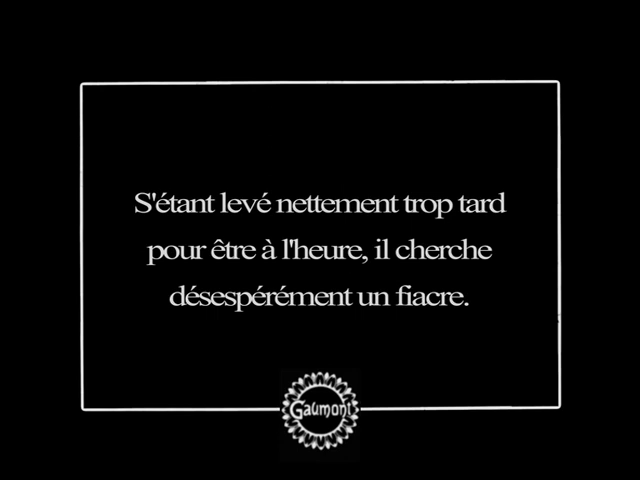 S'étant levé nettement trop tard
pour être à l'heure, il cherche
désespérément un fiacre.
Gaumont